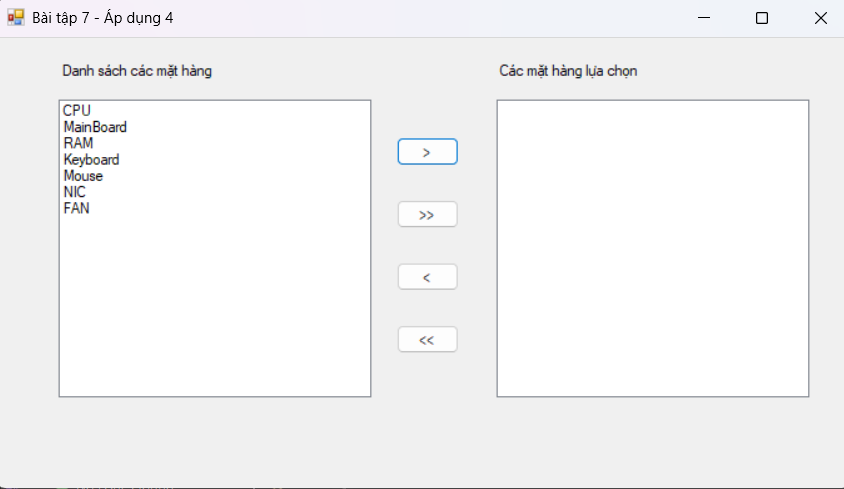 Bài tập 7 - Áp dụng 4
Danh sách các mặt hàng
Các mặt hàng lựa chọn
CPU
MainBoard
RAM
Keyboard
Mouse
NIC
FAN
>
>>
<
<<